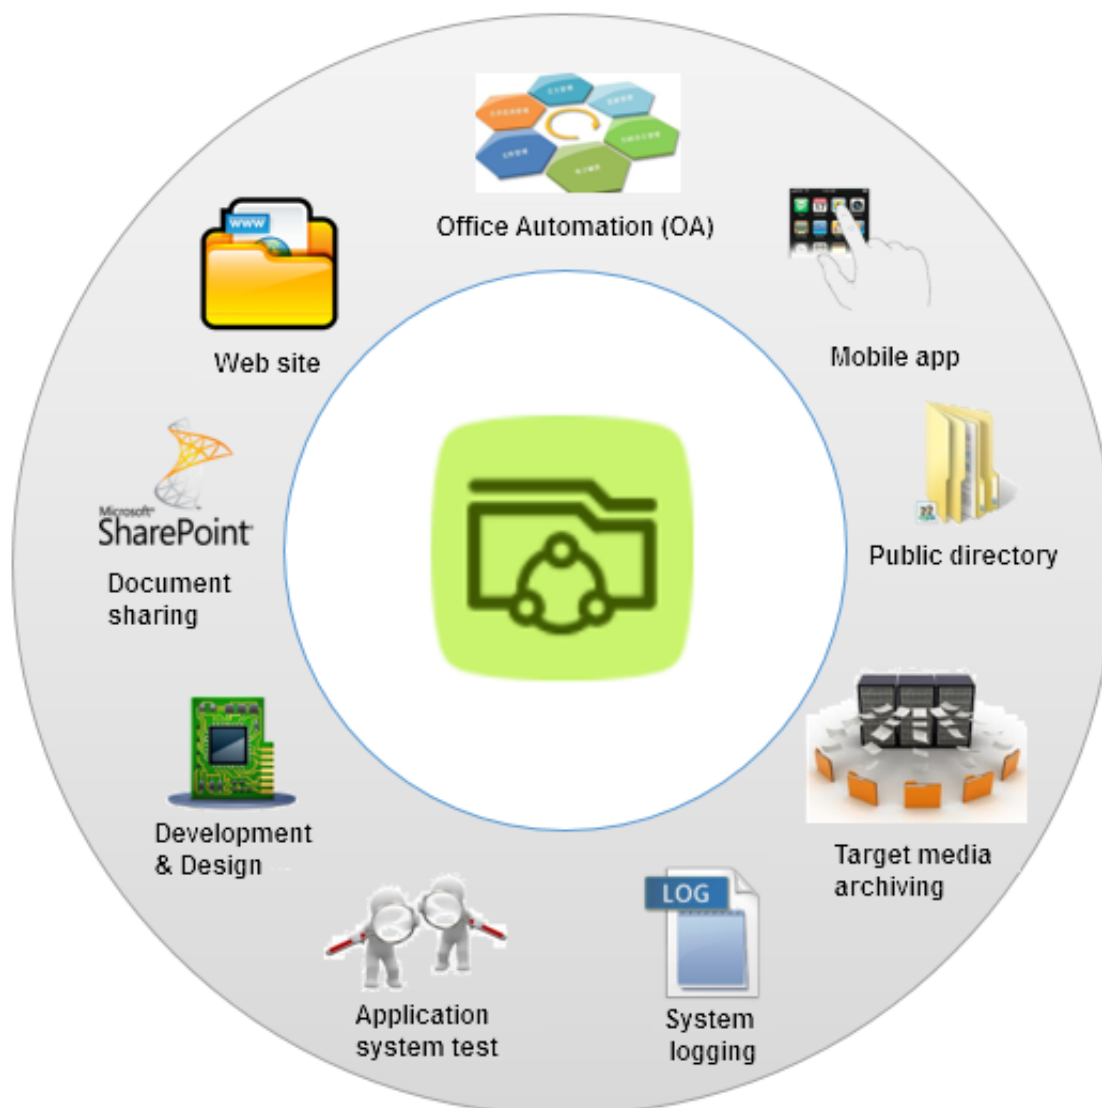 Office Automation (OA)
WWW
Web site
Mobile app
Microsoft®
SharePoint®
Document
sharing
Public directory
Development
& Design
Target media
archiving
LOG
Application
system test
System
logging